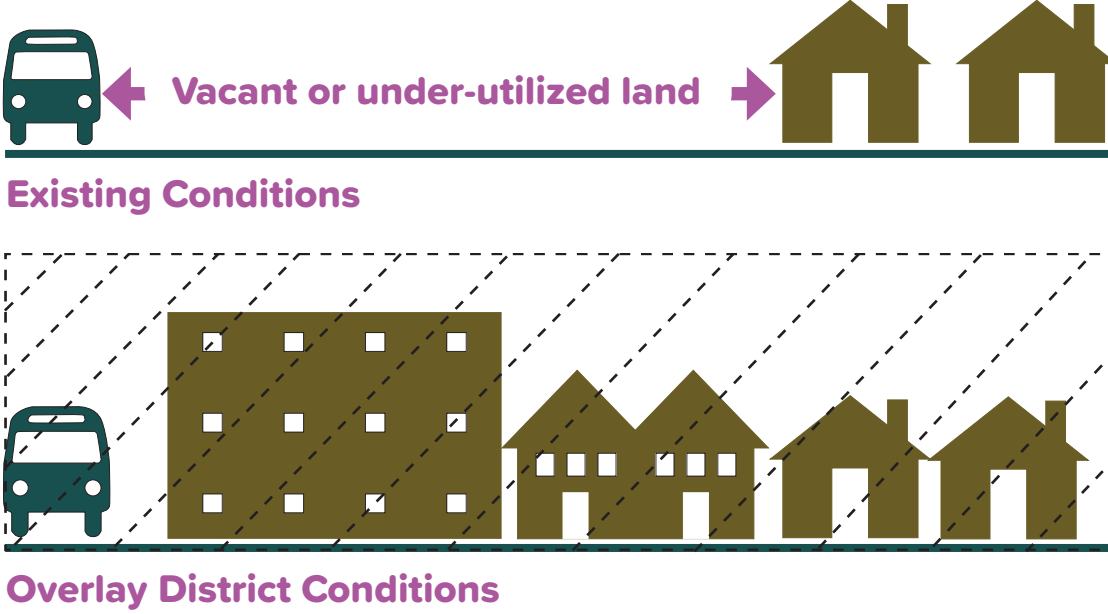 Vacant or under-utilized land
Existing Conditions
Overlay District Conditions